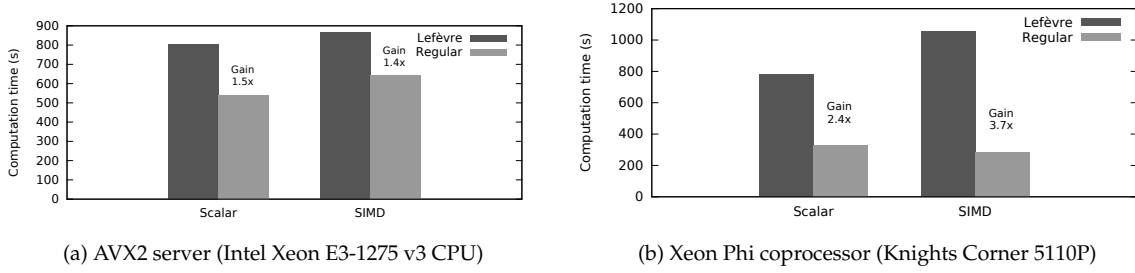 Computation time (s)
900
800
700
600
500
400
300
200
100
0
Lefèvre
Regular
Gain
1.5x
Gain
1.4x
Scalar
SIMD
(a) AVX2 server (Intel Xeon E3-1275 v3 CPU)
Computation time (s)
1200
1000
800
600
400
200
0
Lefèvre
Regular
Gain
2.4x
Gain
3.7x
Scalar
SIMD
(b) Xeon Phi coprocessor (Knights Corner 5110P)